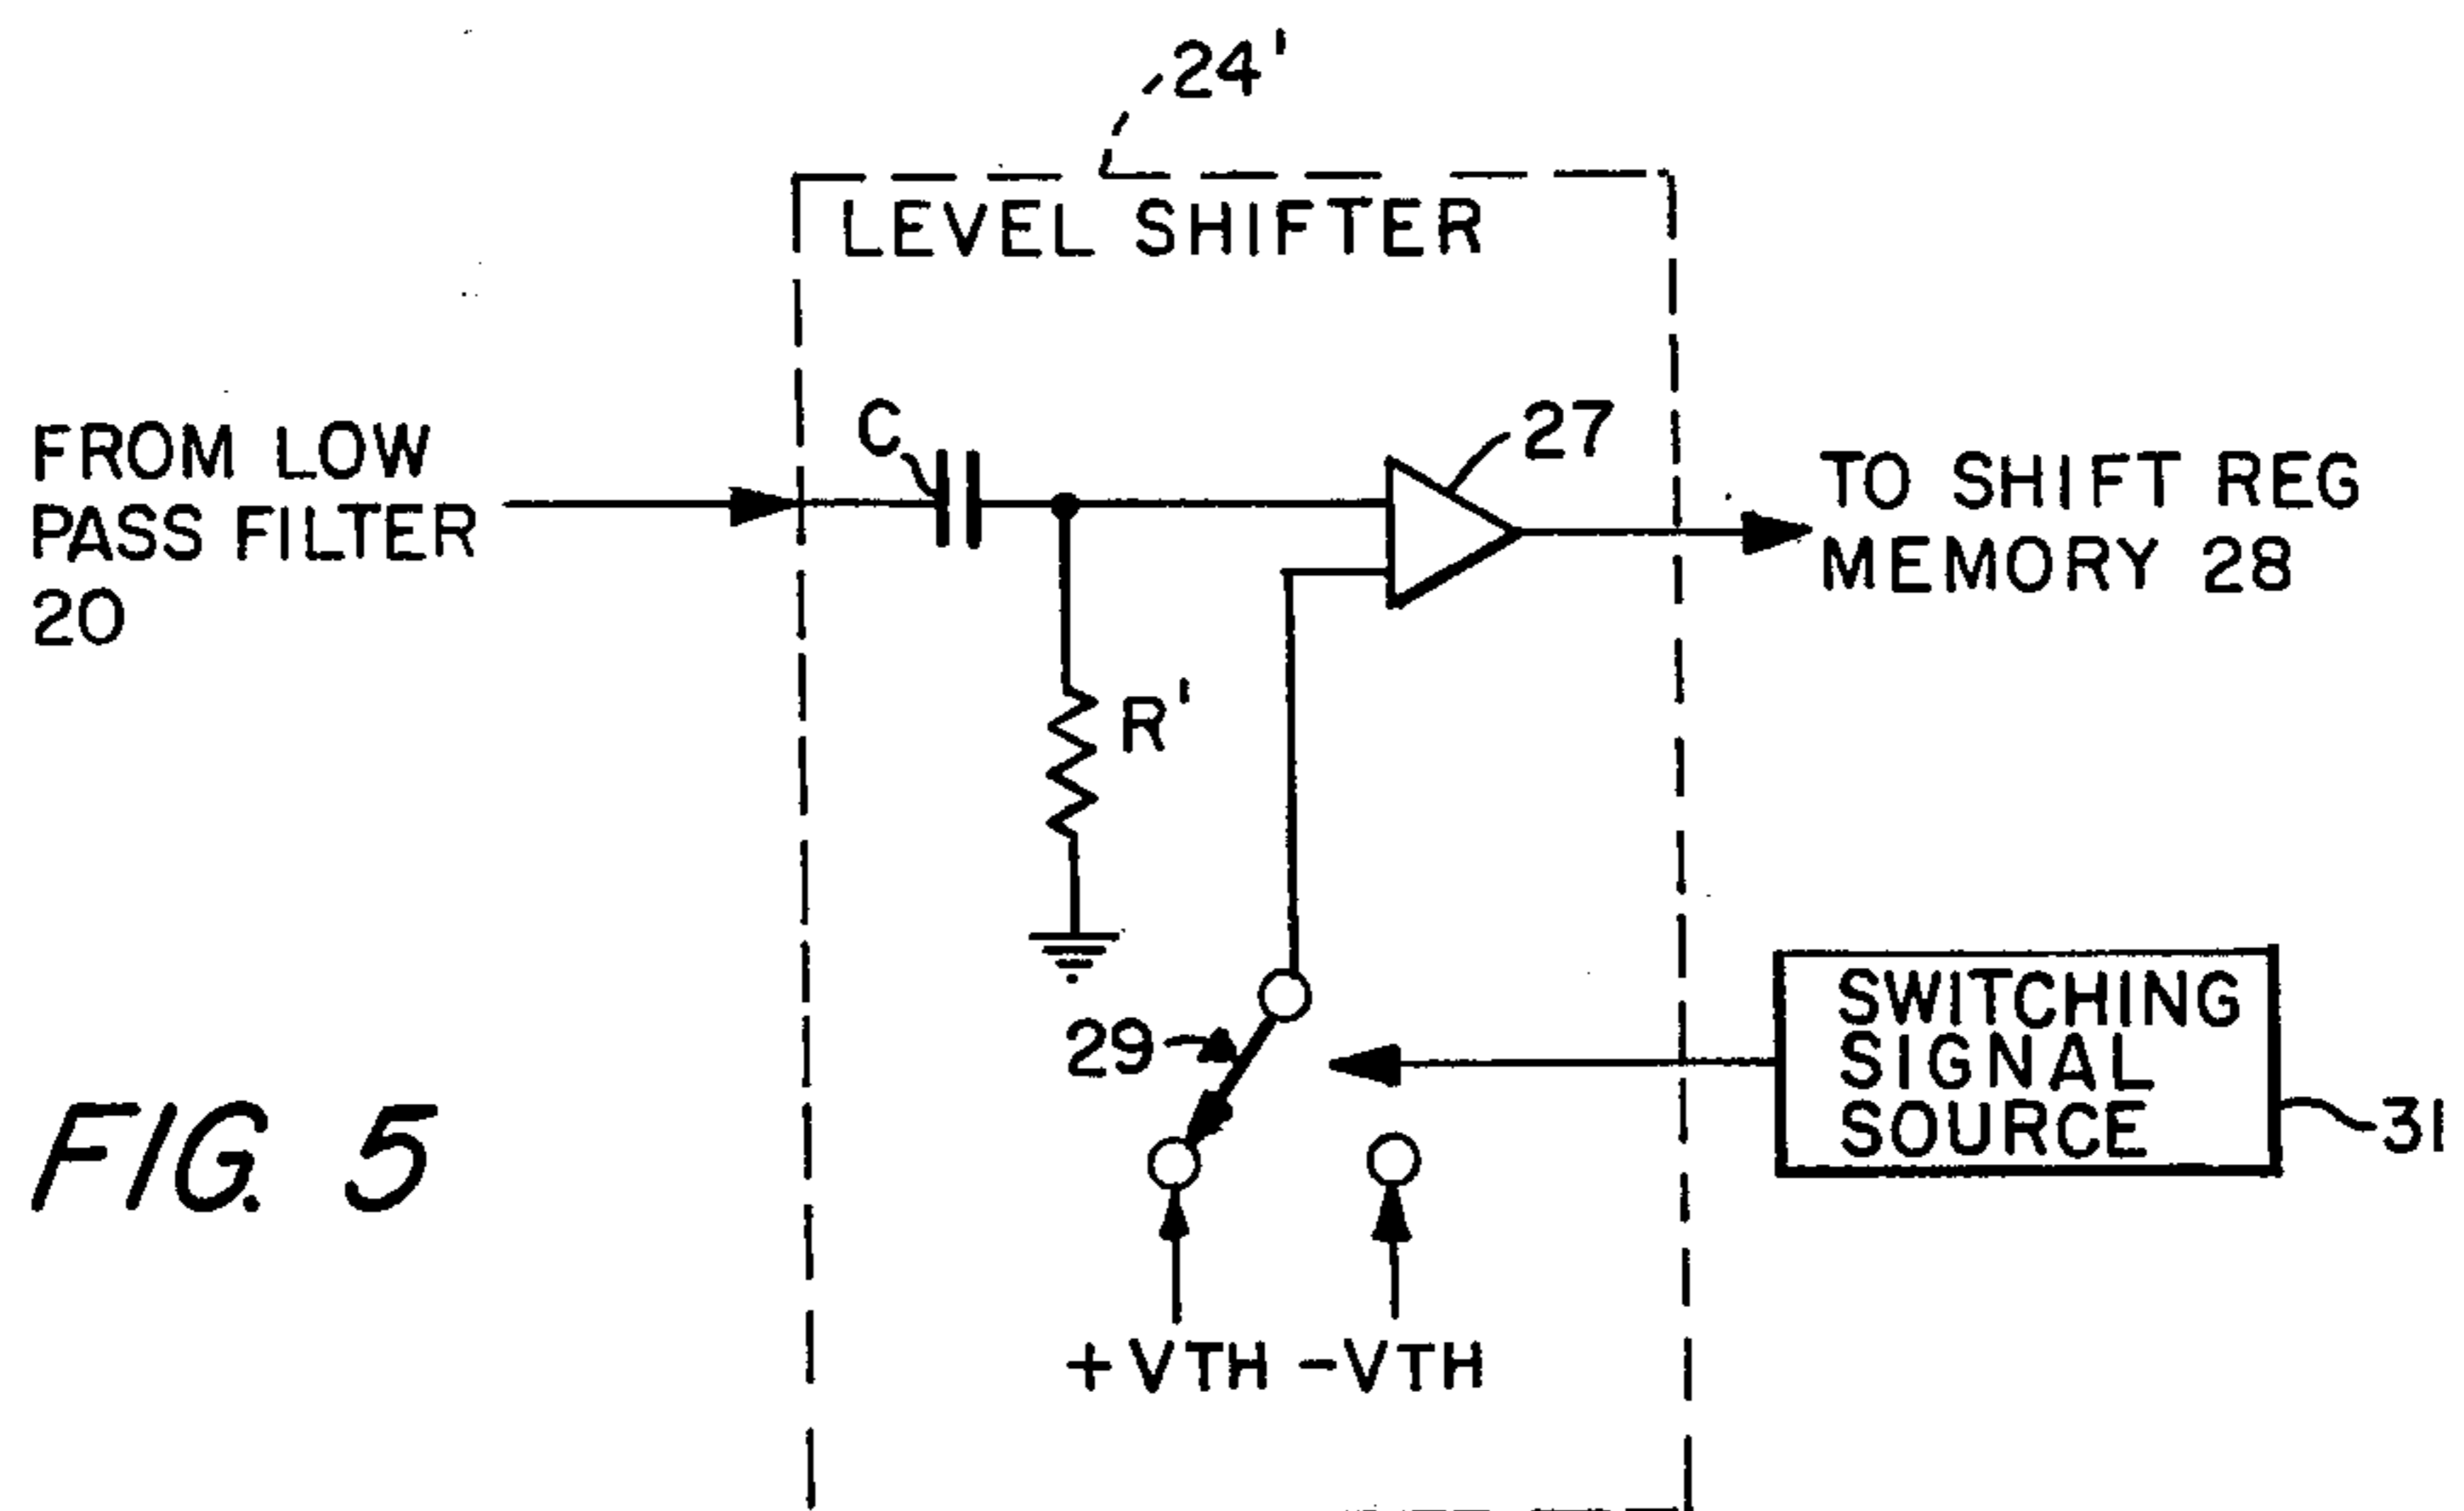 24'
LEVEL SHIFTER
FROM LOW
PASS FILTER
20
C
27
TO SHIFT REG
MEMORY 28
R'
29
SWITCHING
SIGNAL
SOURCE
31
+VTH -VTH
FIG. 5